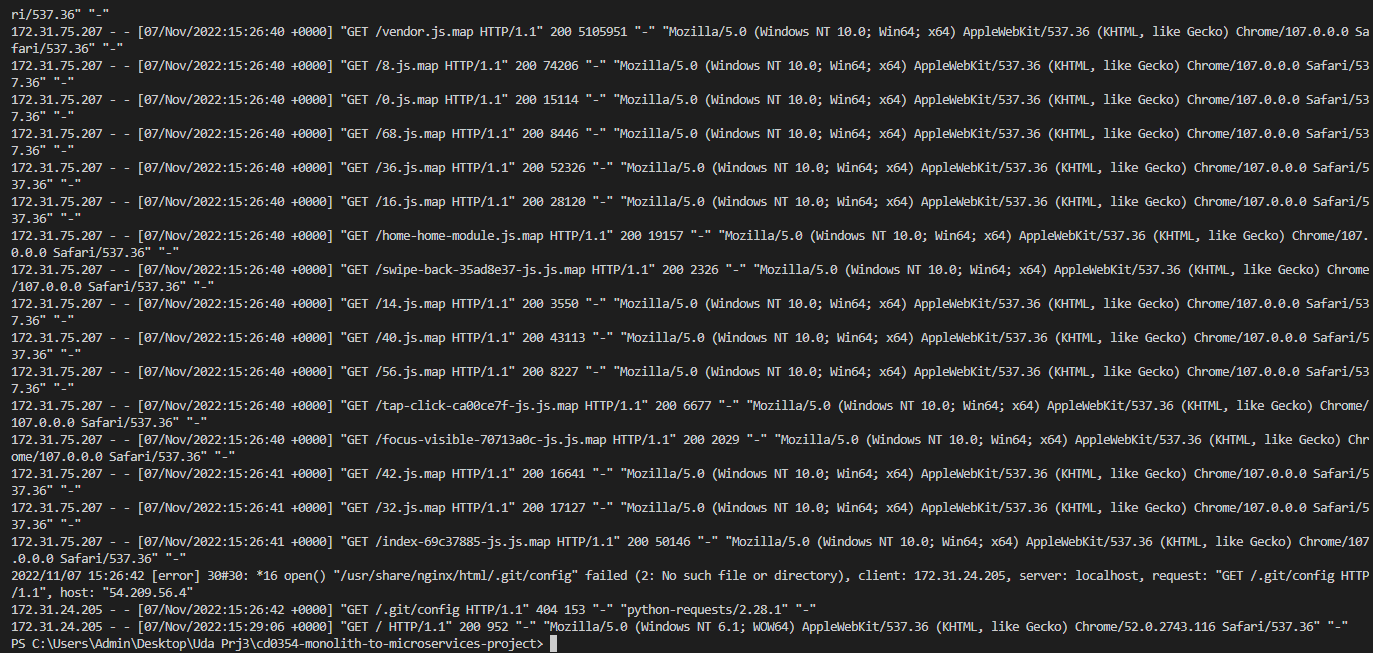 ri/537.36" "-"
172.31.75.207 - - [07/Nov/2022:15:26:40 +0000] "GET /vendor.js.map HTTP/1.1" 200 5105951 "-" "Mozilla/5.0 (Windows NT 10.0; Win64; x64) AppleWebKit/537.36 (KHTML, like Gecko) Chrome/107.0.0.0 Sa
fari/537.36" "-"
172.31.75.207 - - [07/Nov/2022:15:26:40 +0000] "GET /8.js.map HTTP/1.1" 200 74206 "-" "Mozilla/5.0 (Windows NT 10.0; Win64; x64) AppleWebKit/537.36 (KHTML, like Gecko) Chrome/107.0.0.0 Safari/53
7.36" "-"
172.31.75.207 - - [07/Nov/2022:15:26:40 +0000] "GET /0.js.map HTTP/1.1" 200 15114 "-" "Mozilla/5.0 (Windows NT 10.0; Win64; x64) AppleWebKit/537.36 (KHTML, like Gecko) Chrome/107.0.0.0 Safari/53
7.36" "-"
172.31.75.207 - - [07/Nov/2022:15:26:40 +0000] "GET /68.js.map HTTP/1.1" 200 8446 "-" "Mozilla/5.0 (Windows NT 10.0; Win64; x64) AppleWebKit/537.36 (KHTML, like Gecko) Chrome/107.0.0.0 Safari/53
7.36" "-"
172.31.75.207 - - [07/Nov/2022:15:26:40 +0000] "GET /36.js.map HTTP/1.1" 200 52326 "-" "Mozilla/5.0 (Windows NT 10.0; Win64; x64) AppleWebKit/537.36 (KHTML, like Gecko) Chrome/107.0.0.0 Safari/5
37.36" "-"
172.31.75.207 - - [07/Nov/2022:15:26:40 +0000] "GET /16.js.map HTTP/1.1" 200 28120 "-" "Mozilla/5.0 (Windows NT 10.0; Win64; x64) AppleWebKit/537.36 (KHTML, like Gecko) Chrome/107.0.0.0 Safari/5
37.36" "-"
172.31.75.207 - - [07/Nov/2022:15:26:40 +0000] "GET /home-home-module.js.map HTTP/1.1" 200 19157 "-" "Mozilla/5.0 (Windows NT 10.0; Win64; x64) AppleWebKit/537.36 (KHTML, like Gecko) Chrome/107.
0.0.0 Safari/537.36" "-"
172.31.75.207 - - [07/Nov/2022:15:26:40 +0000] "GET /swipe-back-35ad8e37-js.js.map HTTP/1.1" 200 2326 "-" "Mozilla/5.0 (Windows NT 10.0; Win64; x64) AppleWebKit/537.36 (KHTML, like Gecko) Chrome
/107.0.0.0 Safari/537.36" "-"
172.31.75.207 - - [07/Nov/2022:15:26:40 +0000] "GET /14.js.map HTTP/1.1" 200 3550 "-" "Mozilla/5.0 (Windows NT 10.0; Win64; x64) AppleWebKit/537.36 (KHTML, like Gecko) Chrome/107.0.0.0 Safari/53
7.36" "-"
172.31.75.207 - - [07/Nov/2022:15:26:40 +0000] "GET /40.js.map HTTP/1.1" 200 43113 "-" "Mozilla/5.0 (Windows NT 10.0; Win64; x64) AppleWebKit/537.36 (KHTML, like Gecko) Chrome/107.0.0.0 Safari/5
37.36" "-"
172.31.75.207 - - [07/Nov/2022:15:26:40 +0000] "GET /56.js.map HTTP/1.1" 200 8227 "-" "Mozilla/5.0 (Windows NT 10.0; Win64; x64) AppleWebKit/537.36 (KHTML, like Gecko) Chrome/107.0.0.0 Safari/53
7.36" "-"
172.31.75.207 - - [07/Nov/2022:15:26:40 +0000] "GET /tap-click-ca00ce7f-js.js.map HTTP/1.1" 200 6677 "-" "Mozilla/5.0 (Windows NT 10.0; Win64; x64) AppleWebKit/537.36 (KHTML, like Gecko) Chrome/
107.0.0.0 Safari/537.36" "-"
172.31.75.207 - - [07/Nov/2022:15:26:40 +0000] "GET /focus-visible-70713a0c-js.js.map HTTP/1.1" 200 2029 "-" "Mozilla/5.0 (Windows NT 10.0; Win64; x64) AppleWebKit/537.36 (KHTML, like Gecko) Chr
ome/107.0.0.0 Safari/537.36" "-"
172.31.75.207 - - [07/Nov/2022:15:26:41 +0000] "GET /42.js.map HTTP/1.1" 200 16641 "-" "Mozilla/5.0 (Windows NT 10.0; Win64; x64) AppleWebKit/537.36 (KHTML, like Gecko) Chrome/107.0.0.0 Safari/5
37.36" "-"
172.31.75.207 - - [07/Nov/2022:15:26:41 +0000] "GET /32.js.map HTTP/1.1" 200 17127 "-" "Mozilla/5.0 (Windows NT 10.0; Win64; x64) AppleWebKit/537.36 (KHTML, like Gecko) Chrome/107.0.0.0 Safari/5
37.36" "-"
172.31.75.207 - - [07/Nov/2022:15:26:41 +0000] "GET /index-69c37885-js.js.map HTTP/1.1" 200 50146 "-" "Mozilla/5.0 (Windows NT 10.0; Win64; x64) AppleWebKit/537.36 (KHTML, like Gecko) Chrome/107
.0.0.0 Safari/537.36" "-"
2022/11/07 15:26:42 [error] 30#30: *16 open() "/usr/share/nginx/html/.git/config" failed (2: No such file or directory), client: 172.31.24.205, server: localhost, request: "GET /.git/config HTTP
/1.1", host: "54.209.56.4"
172.31.24.205 - - [07/Nov/2022:15:26:42 +0000] "GET /.git/config HTTP/1.1" 404 153 "-" "python-requests/2.28.1" "-"
172.31.24.205 - - [07/Nov/2022:15:29:06 +0000] "GET / HTTP/1.1" 200 952 "-" "Mozilla/5.0 (Windows NT 6.1; WOW64) AppleWebKit/537.36 (KHTML, like Gecko) Chrome/52.0.2743.116 Safari/537.36" "-"
PS C:\Users\Admin\Desktop\Uda Prj3\cd0354-monolith-to-microservices-project>